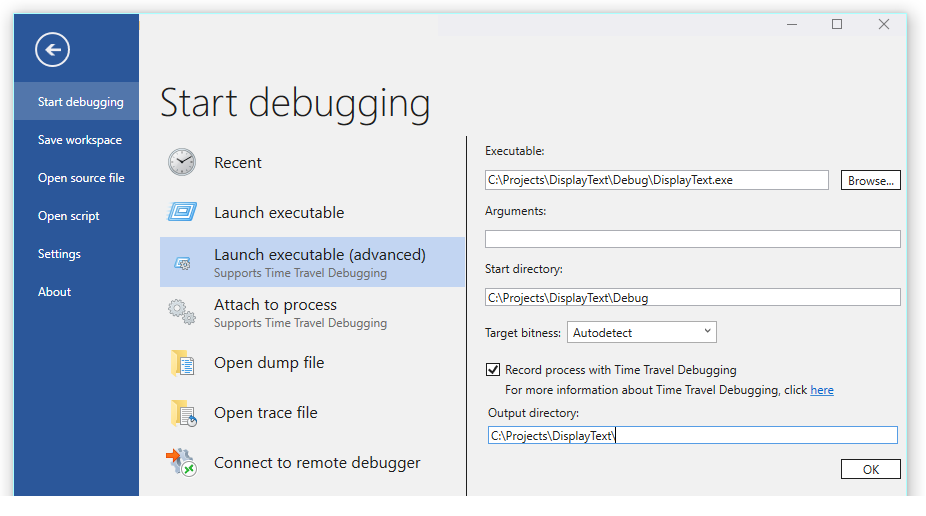 Start debugging
Save workspace
Open source file
Open script
Settings
About
Start debugging
Recent
Launch executable
Launch executable (advanced)
Supports Time Travel Debugging
Attach to process
Supports Time Travel Debugging
Open dump file
Open trace file
Connect to remote debugger
Executable:
C:\Projects\DisplayText\Debug\DisplayText.exe
Browse...
Arguments:
Start directory:
C:\Projects\DisplayText\Debug
Target bitness: Autodetect
Record process with Time Travel Debugging
For more information about Time Travel Debugging, click here
Output directory:
C:\Projects\DisplayText\
OK